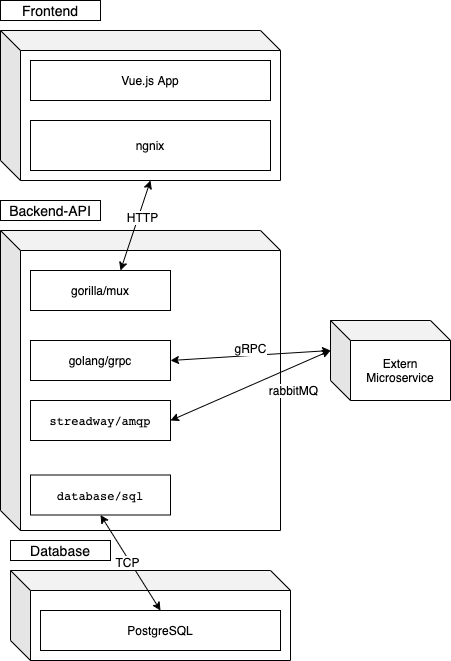 Frontend
Vue.js App
ngnix
Backend-API
HTTP
gorilla/mux
golang/grpc
gRPC
Extern
Microservice
rabbitMQ
streadway/amqp
database/sql
Database
TCP
PostgreSQL